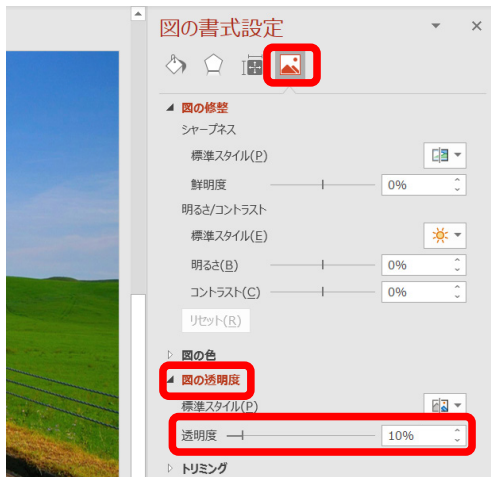 図の書式設定
図の修整
シャープネス
標準スタイル(P)
鮮明度 0%
明るさ/コントラスト
標準スタイル(E)
明るさ(B) 0%
コントラスト(C) 0%
リセット(R)
図の色
図の透明度
標準スタイル(P)
透明度 10%
トリミング